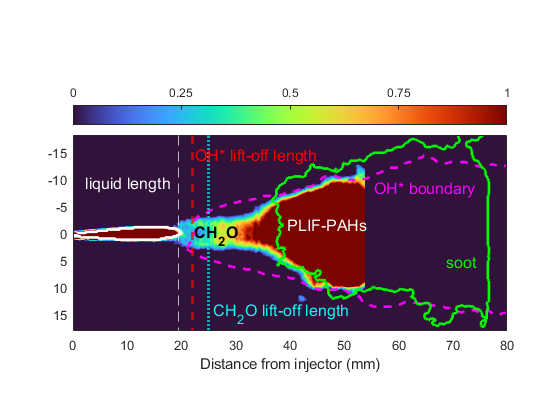 0 0.25 0.5 0.75 1
-15
OH* lift-off length
-10
liquid length
OH* boundary
-5
PLIF-PAHs
0
CH2O
5
soot
10
CH2O lift-off length
15
0 10 20 30 40 50 60 70 80
Distance from injector (mm)